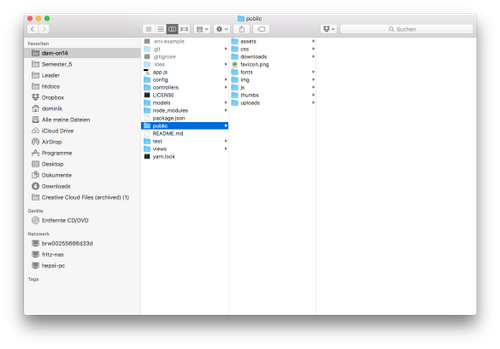 public
Suchen
Favoriten
dam-on14
Semester_5
Leader
htdocs
Dropbox
dominik
Alle meine Dateien
iCloud Drive
AirDrop
Programme
Desktop
Dokumente
Downloads
Creative Cloud Files (archived) (1)
Geräte
Entfernte CD/DVD
Netzwerk
brw00255666d33d
fritz-nas
hepsi-pc
Tags
.env.example
.git
.gitignore
.idea
app.js
config
controllers
LICENSE
models
node_modules
package.json
public
README.md
test
views
yarn.lock
assets
css
downloads
favicon.png
fonts
img
js
thumbs
uploads